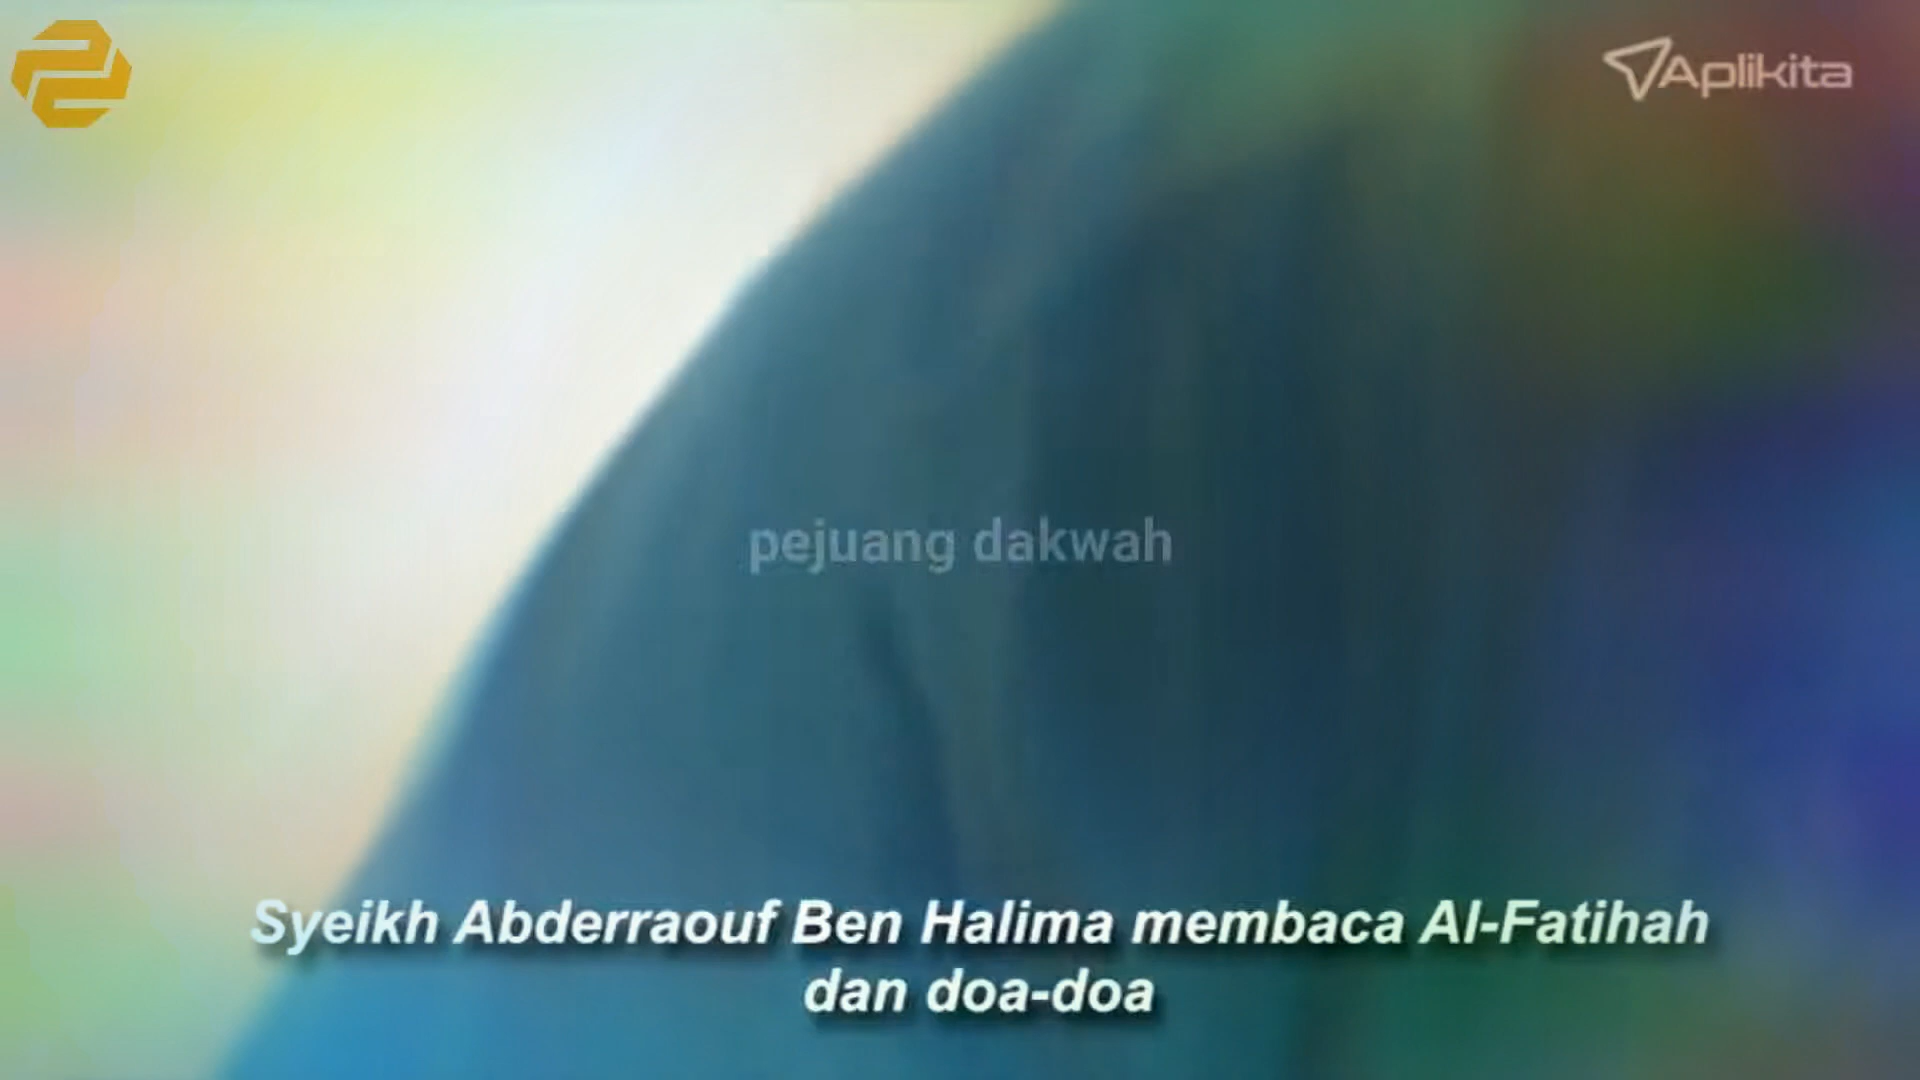 Aplikita
pejuang dakwah
Syeikh Abderraouf Ben Halima membaca Al-Fatihah
dan doa-doa